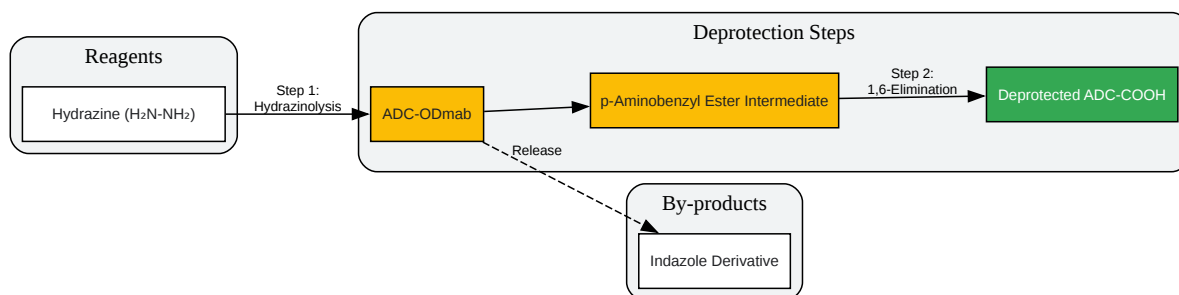 Deprotection Steps
Reagents
Step 1:
Hydrazinolysis
Step 2:
1,6-Elimination
Hydrazine (H₂N-NH₂)
ADC-ODmab
p-Aminobenzyl Ester Intermediate
Deprotected ADC-COOH
Release
By-products
Indazole Derivative